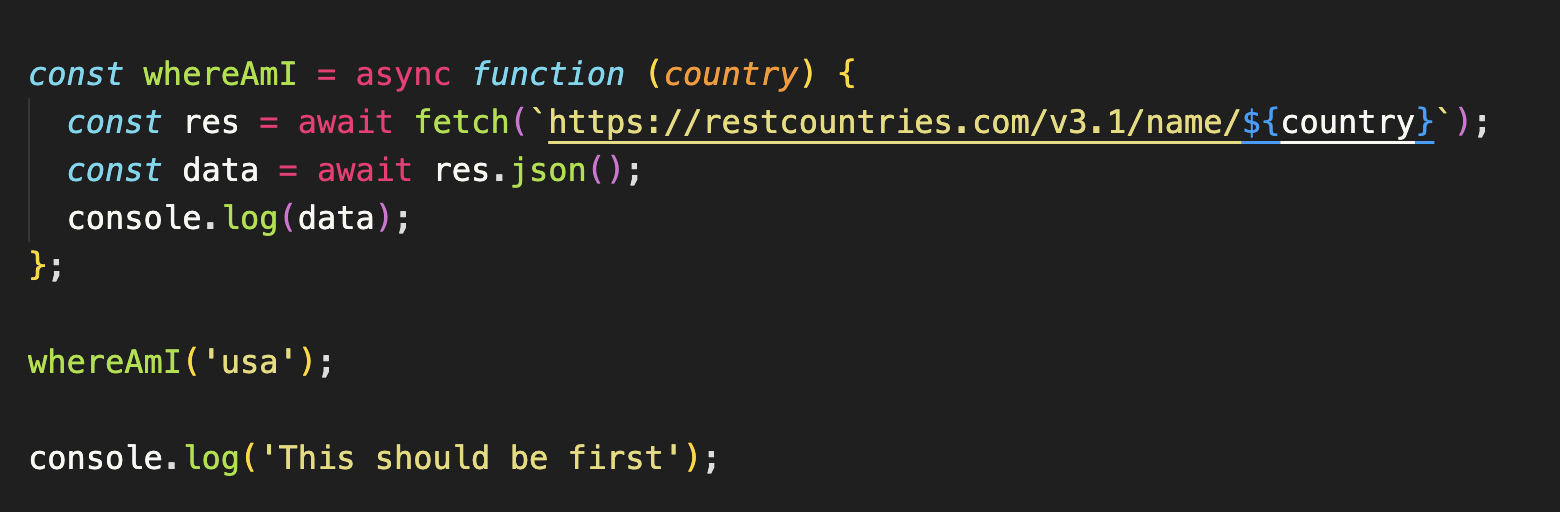 const whereAmI = async function (country) {
  const res = await fetch(`https://restcountries.com/v3.1/name/${country}`);
  const data = await res.json();
  console.log(data);
};

whereAmI('usa');

console.log('This should be first');